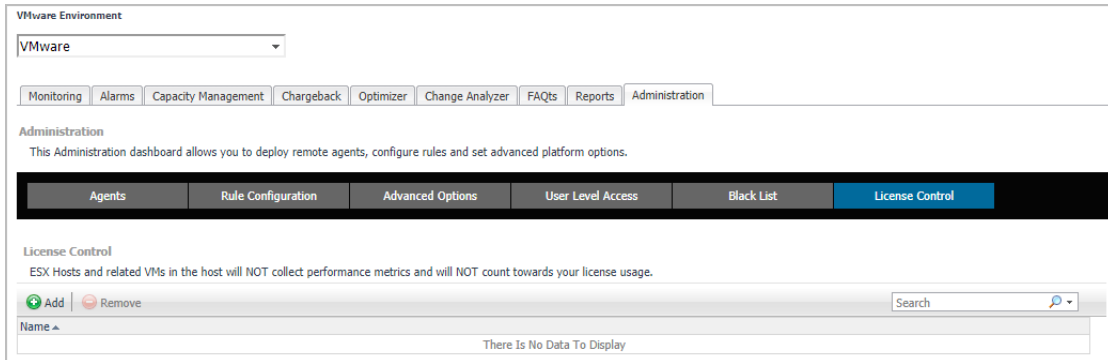 VMware Environment
VMware
Monitoring Alarms Capacity Management Chargeback Optimizer Change Analyzer FAQts Reports Administration
Administration
This Administration dashboard allows you to deploy remote agents, configure rules and set advanced platform options.
Agents Rule Configuration Advanced Options User Level Access Black List License Control
License Control
ESX Hosts and related VMs in the host will NOT collect performance metrics and will NOT count towards your license usage.
Add Remove Search
Name
There Is No Data To Display